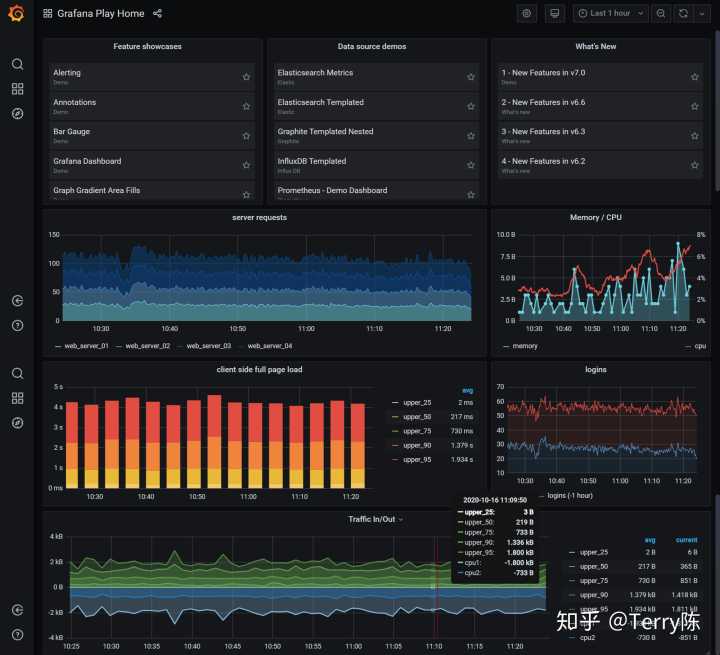 Grafana Play Home
Last 1 hour
Feature showcases
Alerting
Demo
Annotations
Demo
Bar Gauge
Demo
Grafana Dashboard
Demo
Graph Gradient Area Fills
Data source demos
Elasticsearch Metrics
Elastic
Elasticsearch Templated
Elastic
Graphite Templated Nested
Graphite
InfluxDB Templated
Influx DB
Prometheus - Demo Dashboard
What's New
1 - New Features in v7.0
Demo
2 - New Features in v6.6
What's new
3 - New Features in v6.3
What's new
4 - New Features in v6.2
What's new
server requests
150
100
50
0
10:30 10:40 10:50 11:00 11:10 11:20
web_server_01 web_server_02 web_server_03 web_server_04
Memory / CPU
10.0 B 8%
7.5 B 6%
5.0 B 4%
2.5 B 2%
0 B 0%
10:30 10:40 10:50 11:00 11:10 11:20
memory cpu
client side full page load
5 s
4 s
3 s
2 s
1 s
0 ms
10:30 10:40 10:50 11:00 11:10 11:20
avg
upper_25 2 ms
upper_50 217 ms
upper_75 730 ms
upper_90 1.379 s
upper_95 1.934 s
logins
70
60
50
40
30
20
10
10:30 10:40 10:50 11:00 11:10 11:20
logins (-1 hour)
Traffic In/Out
4 kB
2 kB
0 B
-2 kB
-4 kB
10:25 10:30 10:35 10:40 10:45 10:50 10:55 11:00 11:05 11:10 11:15 11:20
2020-10-16 11:09:50
upper_25: 3 B
upper_50: 219 B
upper_75: 733 B
upper_90: 1.336 kB
upper_95: 1.800 kB
cpu1: -1.800 kB
cpu2: -733 B
avg current
upper_25 2 B 6 B
upper_50 217 B 365 B
upper_75 730 B 851 B
upper_90 1.379 kB 1.418 kB
upper_95 1.934 kB 1.811 kB
cpu2 -730 B -851 B
知乎 @Terry陈